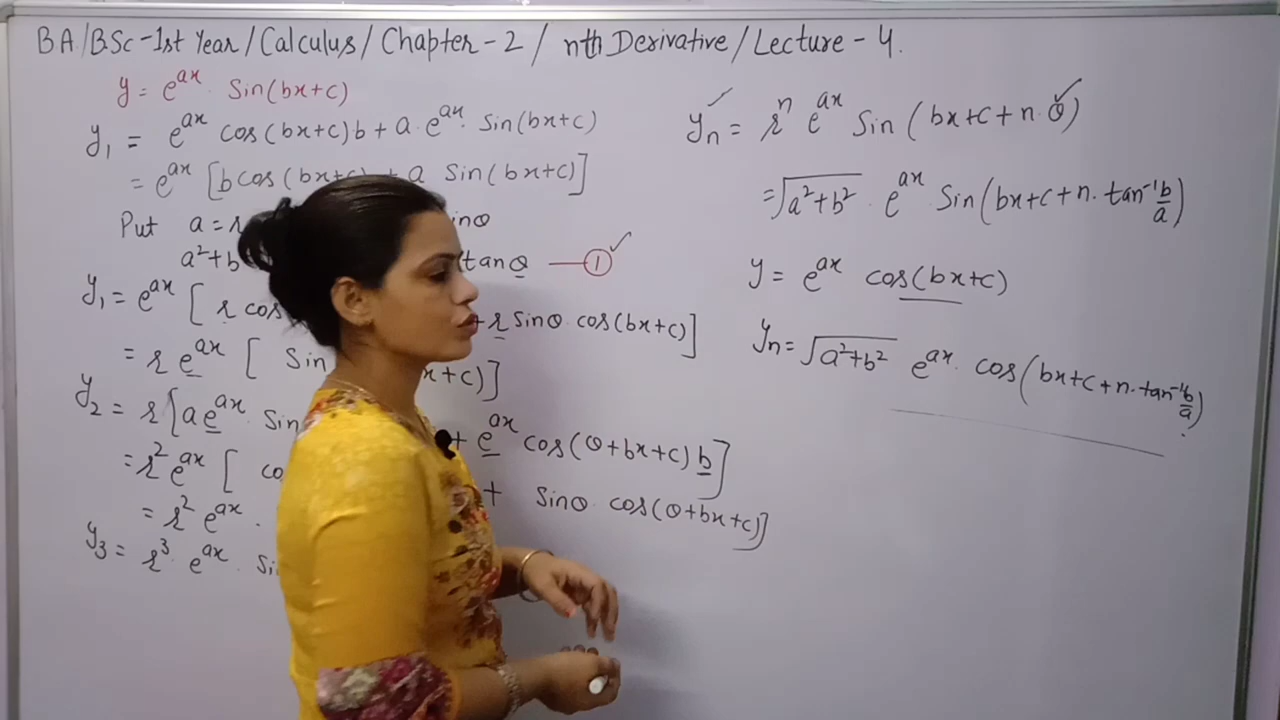 BA/BSc-1st Year/Calculus/Chapter-2/nth Derivative/Lecture-4.
y = e^{ax} . Sin(bx+c)
y₁ = e^{ax} cos(bx+c)b + a.e^{ax}. Sin(bx+c)
= e^{ax} [b cos(bx+c) + a Sin(bx+c)]
Put a = r inθ
a²+b tanθ —①✓
y₁ = e^{ax} [r cos + r Sinθ.cos(bx+c)]
= r e^{ax} [Sin x+c)]
y₂ = r[a e^{ax}. Sin + e^{ax} cos(θ+bx+c) b]
= r² e^{ax} [co + Sinθ.cos(θ+bx+c)]
= r² e^{ax}.
y₃ = r³. e^{ax}. Si
✓ yₙ = rⁿ e^{ax} Sin(bx+c+n.θ) ✓
= √(a²+b²) . e^{ax} Sin(bx+c+n.tan⁻¹ b/a)
y = e^{ax} cos(bx+c)
yₙ = √(a²+b²) e^{ax}. cos(bx+c+n.tan⁻¹ b/a)